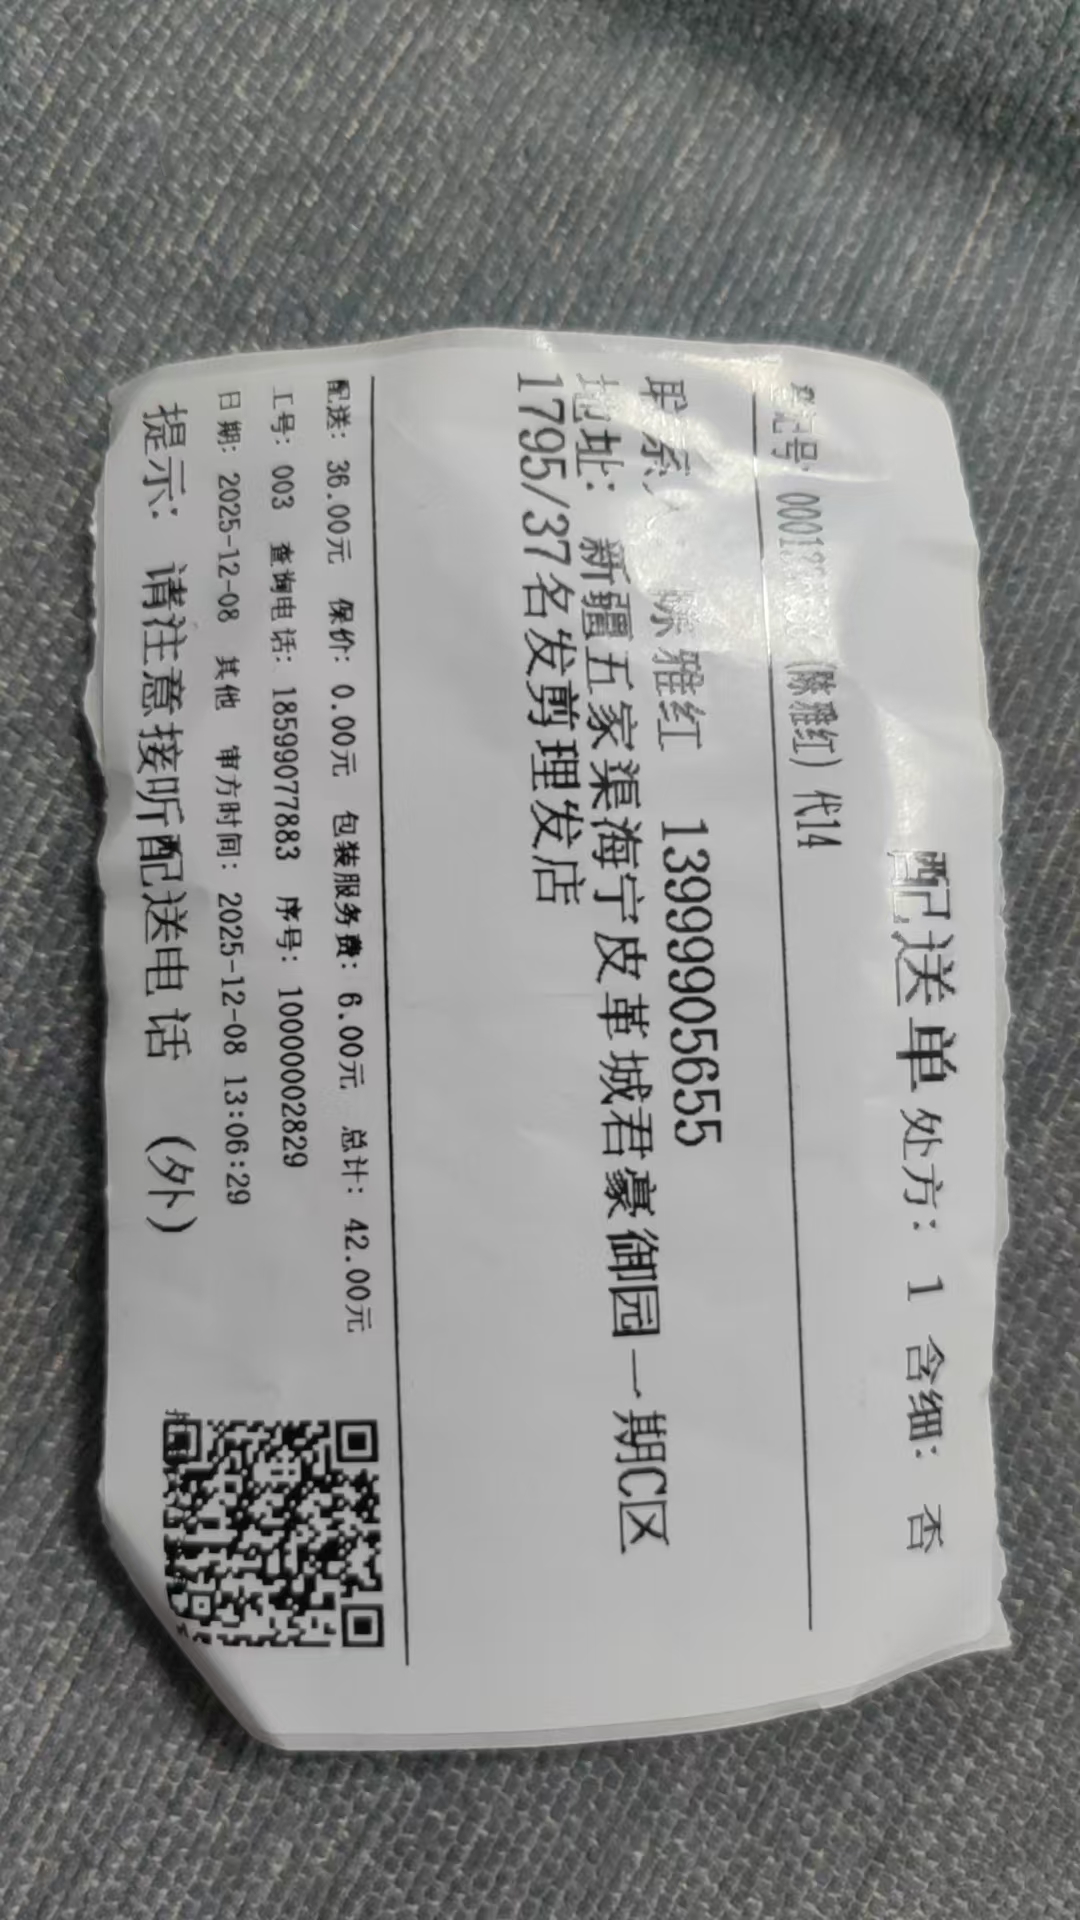 配送单 处方: 1 含细: 否
登记号: (陈雅红) 代14
联系人 陈雅红 13999905655
地址: 新疆五家渠海宁皮革城君豪御园一期C区
1795/37名发剪理发店
配送: 36.00元 保价: 0.00元 包装服务费: 6.00元 总计: 42.00元
工号: 003 查询电话: 18599077883 序号: 1000002829
日期: 2025-12-08 其他 审方时间: 2025-12-08 13:06:29
提示: 请注意接听配送电话 (外)